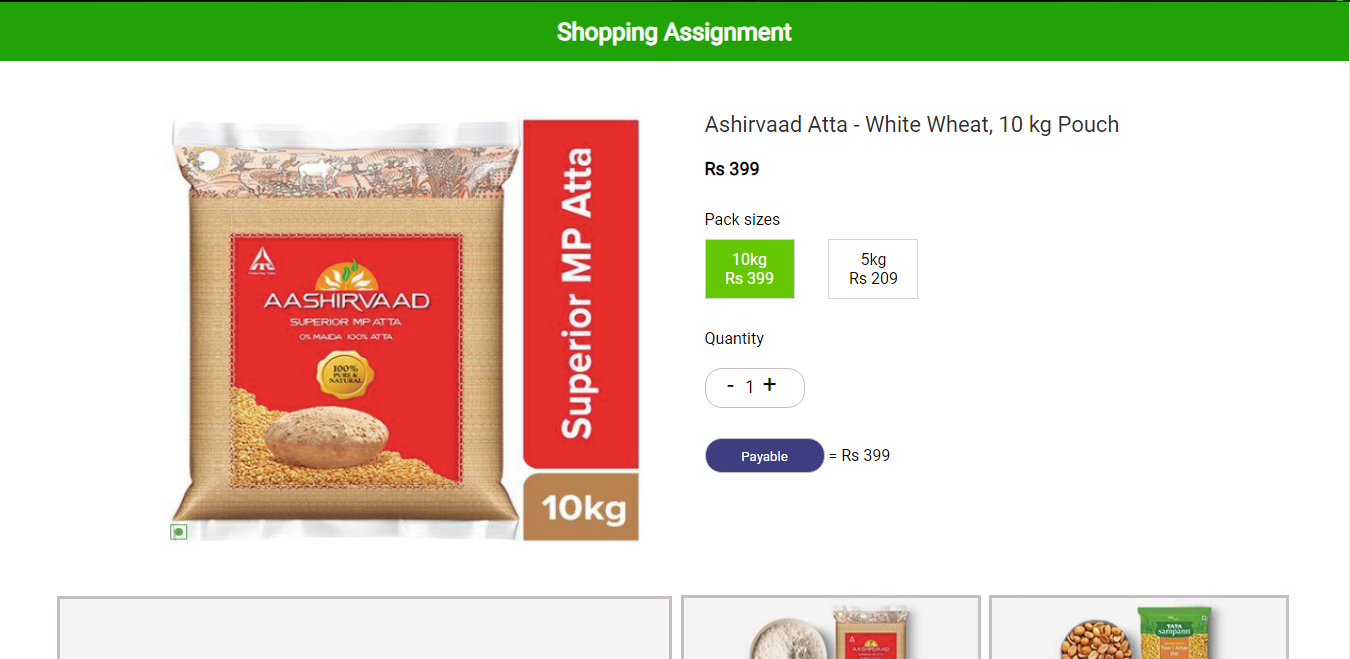 Shopping Assignment
AASHIRVAAD
SUPERIOR MP ATTA
0% MAIDA 100% ATTA
100%
PURE &
NATURAL
Superior MP Atta
10kg
Ashirvaad Atta - White Wheat, 10 kg Pouch
Rs 399
Pack sizes
10kg
Rs 399
5kg
Rs 209
Quantity
- 1 +
Payable = Rs 399
AASHIRVAAD
TATA
sampann